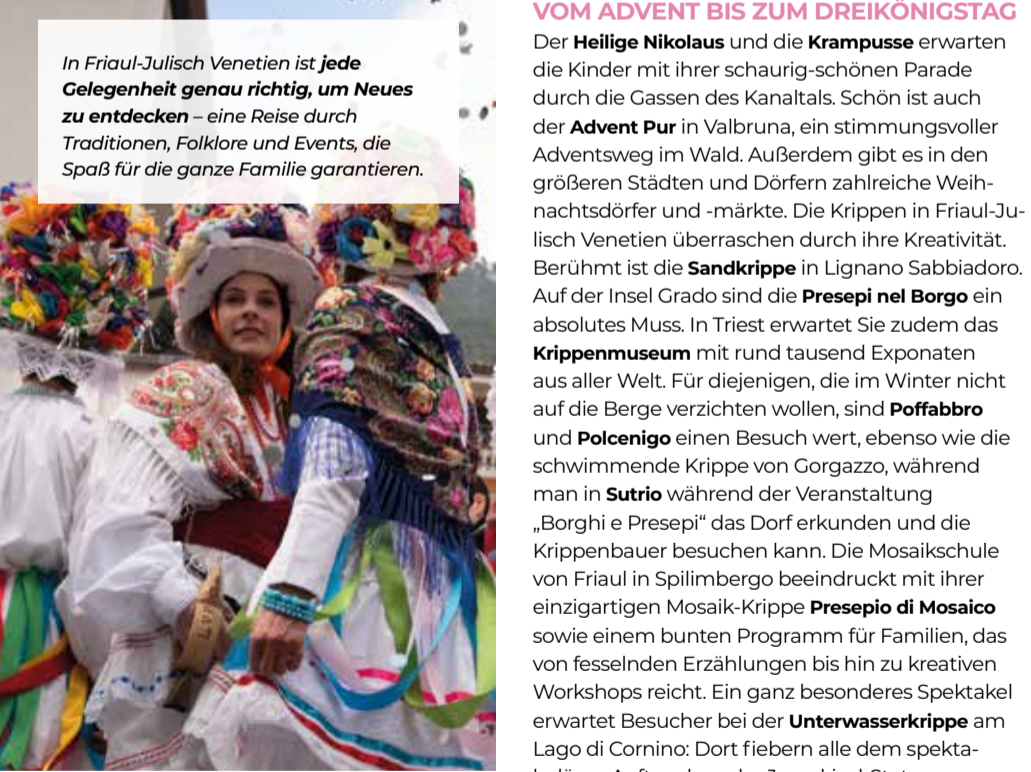 In Friaul-Julisch Venetien ist jede
Gelegenheit genau richtig, um Neues
zu entdecken – eine Reise durch
Traditionen, Folklore und Events, die
Spaß für die ganze Familie garantieren.
VOM ADVENT BIS ZUM DREIKÖNIGSTAG
Der Heilige Nikolaus und die Krampusse erwarten
die Kinder mit ihrer schaurig-schönen Parade
durch die Gassen des Kanaltals. Schön ist auch
der Advent Pur in Valbruna, ein stimmungsvoller
Adventsweg im Wald. Außerdem gibt es in den
größeren Städten und Dörfern zahlreiche Weih-
nachtsdörfer und -märkte. Die Krippen in Friaul-Ju-
lisch Venetien überraschen durch ihre Kreativität.
Berühmt ist die Sandkrippe in Lignano Sabbiadoro.
Auf der Insel Grado sind die Presepi nel Borgo ein
absolutes Muss. In Triest erwartet Sie zudem das
Krippenmuseum mit rund tausend Exponaten
aus aller Welt. Für diejenigen, die im Winter nicht
auf die Berge verzichten wollen, sind Poffabbro
und Polcenigo einen Besuch wert, ebenso wie die
schwimmende Krippe von Gorgazzo, während
man in Sutrio während der Veranstaltung
„Borghi e Presepi“ das Dorf erkunden und die
Krippenbauer besuchen kann. Die Mosaikschule
von Friaul in Spilimbergo beeindruckt mit ihrer
einzigartigen Mosaik-Krippe Presepio di Mosaico
sowie einem bunten Programm für Familien, das
von fesselnden Erzählungen bis hin zu kreativen
Workshops reicht. Ein ganz besonderes Spektakel
erwartet Besucher bei der Unterwasserkrippe am
Lago di Cornino: Dort fiebern alle dem spekta-